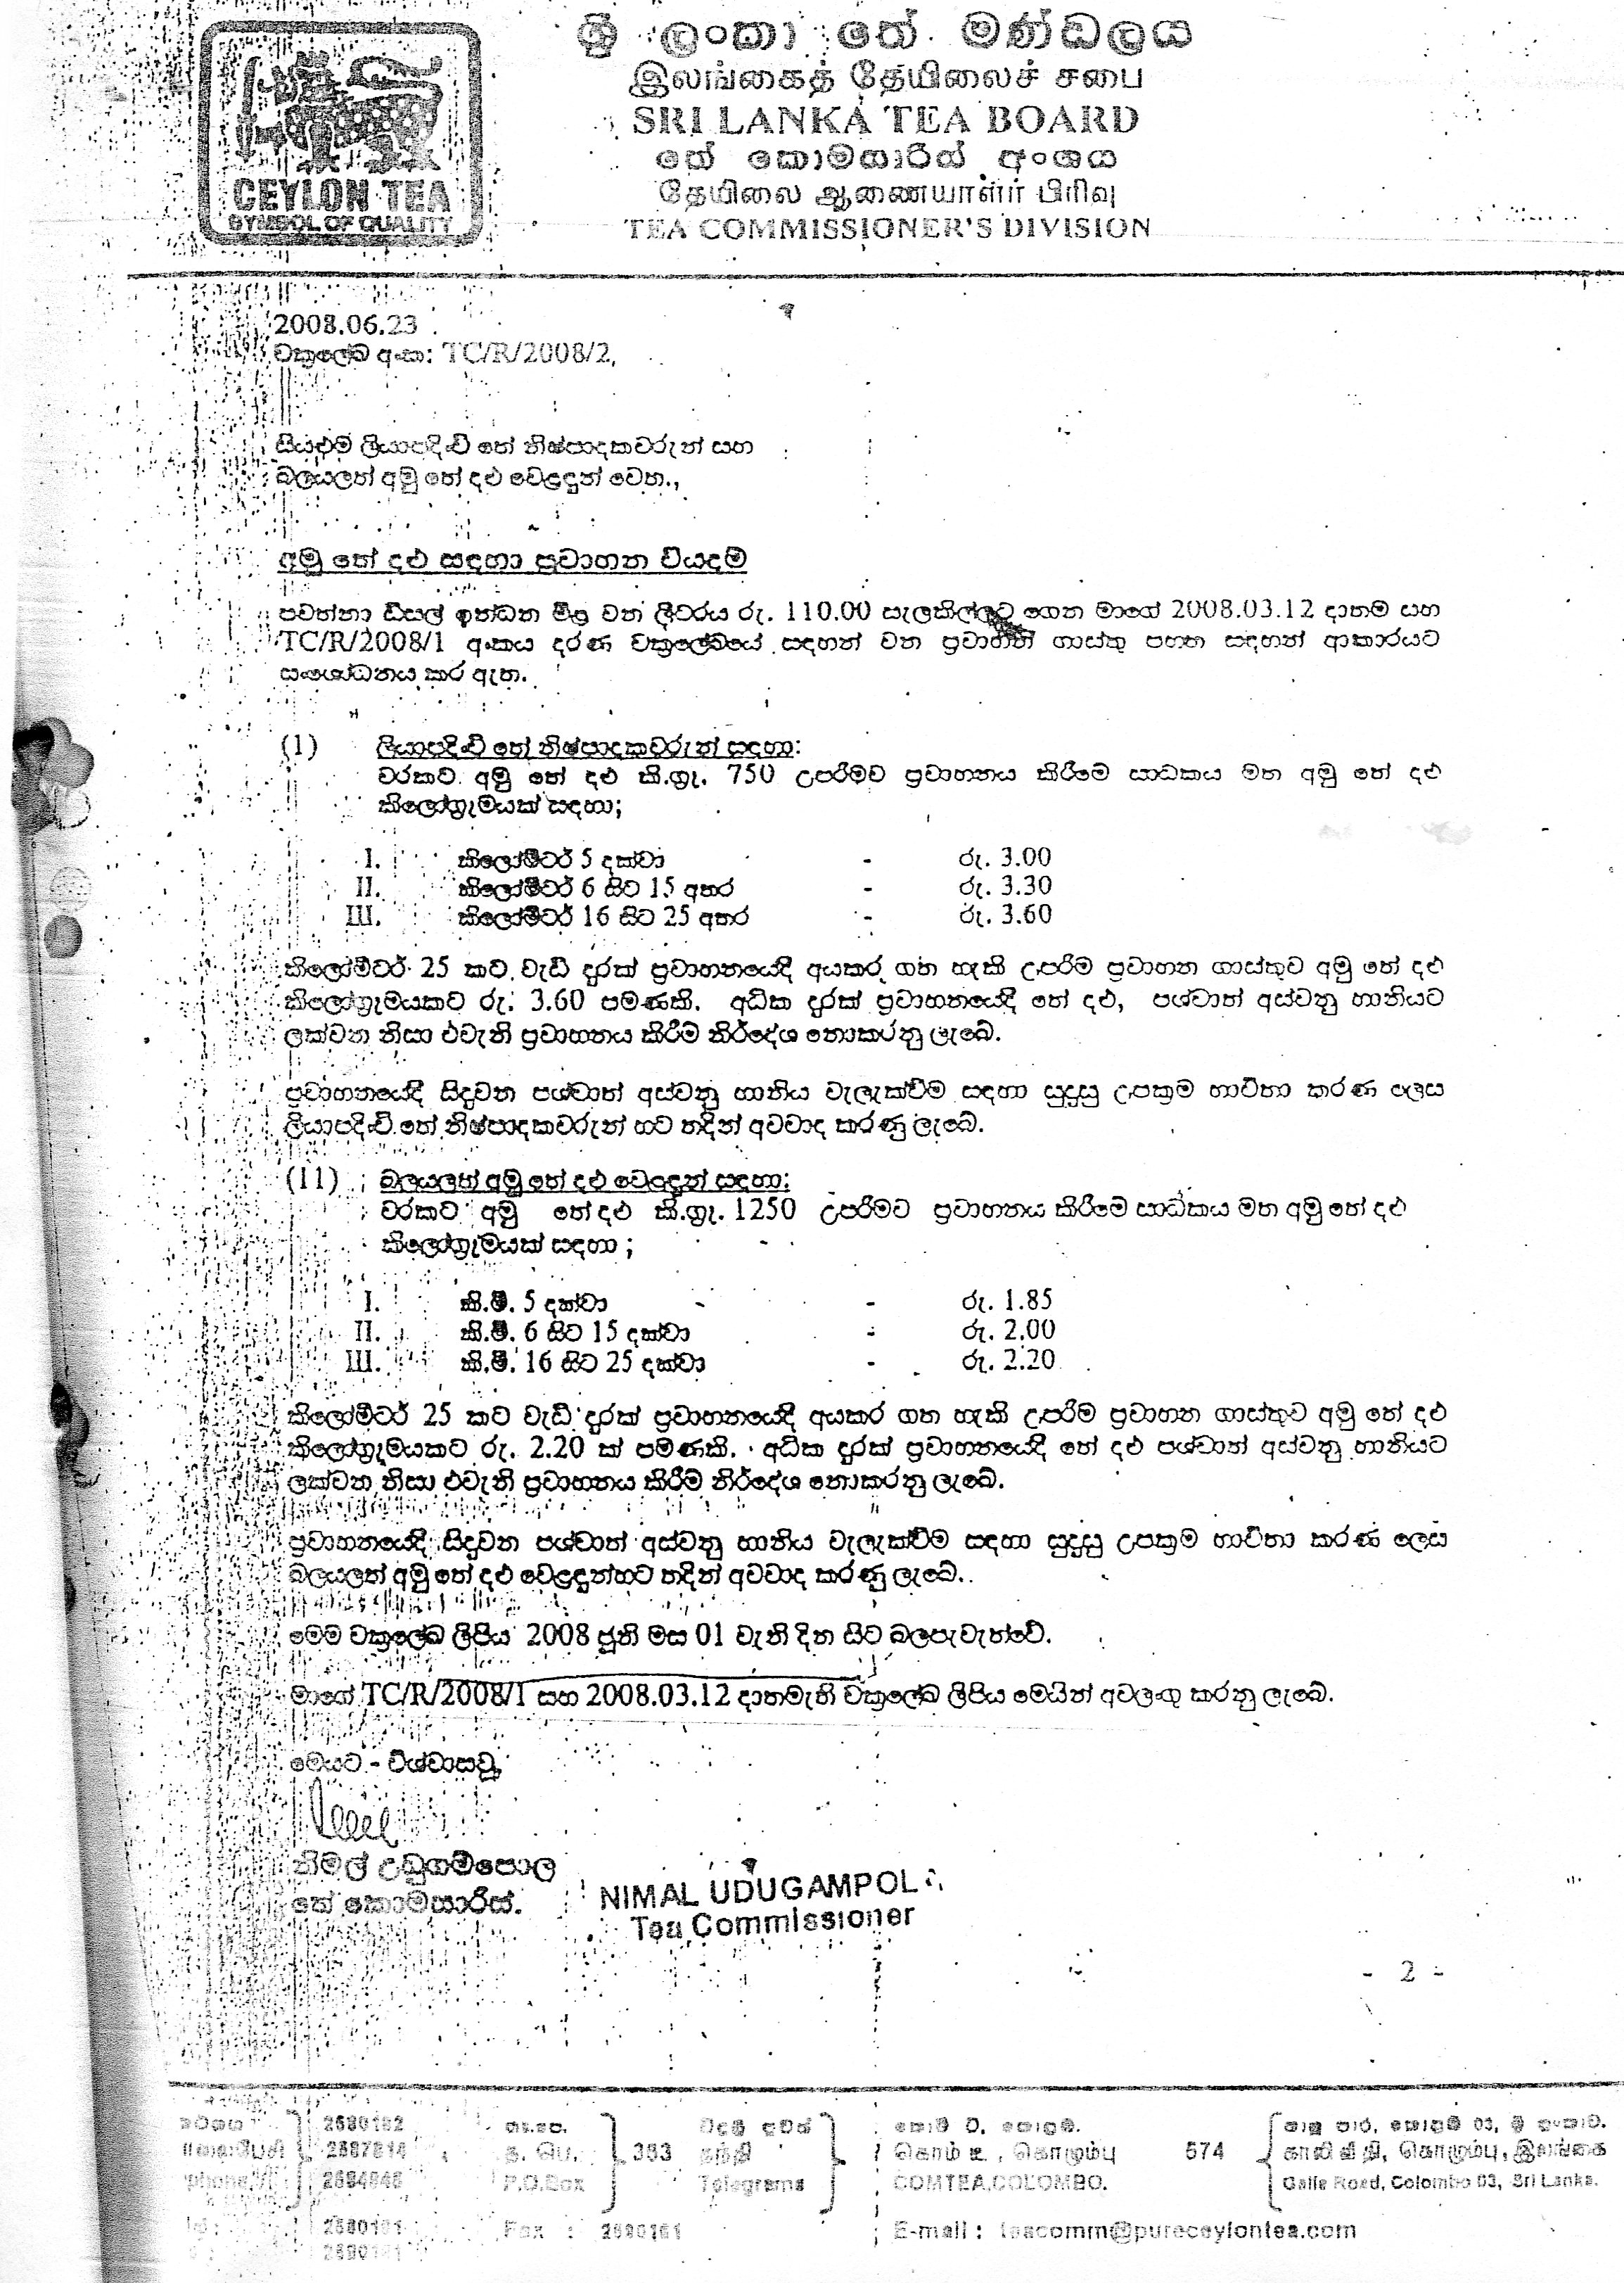 ශ්‍රී ලංකා තේ මණ්ඩලය
இலங்கைத் தேயிலைச் சபை
SRI LANKA TEA BOARD
තේ කොමසාරිස් අංශය
தேயிலை ஆணையாளர் பிரிவு
TEA COMMISSIONER'S DIVISION
CEYLON TEA
SYMBOL OF QUALITY
2008.06.23
චක්‍රලේඛ අංක: TC/R/2008/2,
සියළුම ලියාපදිංචි තේ නිෂ්පාදකවරුන් සහ
බලයලත් අමු තේ දළු වෙළඳුන් වෙත.,
අමු තේ දළු සඳහා ප්‍රවාහන වියදම්
පවත්නා ඩීසල් ඉන්ධන මිල වන ලීටරය රු. 110.00 සැලකිල්ලට ගෙන මාගේ 2008.03.12 දාතම සහ
TC/R/2008/1 අංකය දරණ චක්‍රලේඛයේ සඳහන් වන ප්‍රවාහන ගාස්තු පහත සඳහන් ආකාරයට
සංශෝධනය කර ඇත.
(1) ලියාපදිංචි තේ නිෂ්පාදකවරුන් සඳහා:
වරකට අමු තේ දළු කි.ග්‍රෑ. 750 උපරිමව ප්‍රවාහනය කිරීමේ සාධකය මත අමු තේ දළු
කිලෝග්‍රෑමයක් සඳහා;
I. කිලෝමීටර් 5 දක්වා - රු. 3.00
II. කිලෝමීටර් 6 සිට 15 අතර - රු. 3.30
III. කිලෝමීටර් 16 සිට 25 අතර - රු. 3.60
කිලෝමීටර් 25 කට වැඩි දුරක් ප්‍රවාහනයේදී අයකර ගත හැකි උපරිම ප්‍රවාහන ගාස්තුව අමු තේ දළු
කිලෝග්‍රෑමයකට රු. 3.60 පමණකි. අධික දුරක් ප්‍රවාහනයේදී තේ දළු, පශ්චාත් අස්වනු හානියට
ලක්වන නිසා එවැනි ප්‍රවාහනය කිරීම නිර්දේශ නොකරනු ලැබේ.
ප්‍රවාහනයේදී සිදුවන පශ්චාත් අස්වනු හානිය වැලැක්වීම සඳහා සුදුසු උපක්‍රම භාවිතා කරණ ලෙස
ලියාපදිංචි තේ නිෂ්පාදකවරුන් හට තදින් අවවාද කරණු ලැබේ.
(11) බලයලත් අමු තේ දළු වෙළඳුන් සඳහා:
වරකට අමු තේ දළු කි.ග්‍රෑ. 1250 උපරිමව ප්‍රවාහනය කිරීමේ සාධකය මත අමු තේ දළු
කිලෝග්‍රෑමයක් සඳහා ;
I. කි.මී. 5 දක්වා - රු. 1.85
II. කි.මී. 6 සිට 15 දක්වා - රු. 2.00
III. කි.මී. 16 සිට 25 දක්වා - රු. 2.20
කිලෝමීටර් 25 කට වැඩි දුරක් ප්‍රවාහනයේදී අයකර ගත හැකි උපරිම ප්‍රවාහන ගාස්තුව අමු තේ දළු
කිලෝග්‍රෑමයකට රු. 2.20 ක් පමණකි. අධික දුරක් ප්‍රවාහනයේදී තේ දළු පශ්චාත් අස්වනු හානියට
ලක්වන නිසා එවැනි ප්‍රවාහනය කිරීම නිර්දේශ නොකරනු ලැබේ.
ප්‍රවාහනයේදී සිදුවන පශ්චාත් අස්වනු හානිය වැලැක්වීම සඳහා සුදුසු උපක්‍රම භාවිතා කරණ ලෙස
බලයලත් අමු තේ දළු වෙළඳුන්හට තදින් අවවාද කරණු ලැබේ.
මෙම චක්‍රලේඛ ලිපිය 2008 ජූනි මස 01 වැනි දින සිට බලපැවැත්වේ.
මාගේ TC/R/2008/1 සහ 2008.03.12 දාතමැති චක්‍රලේඛ ලිපිය මෙයින් අවලංගු කරනු ලැබේ.
මෙයට - විශ්වාසවූ,
නිමල් උඩුගම්පොල
තේ කොමසාරිස්.
NIMAL UDUGAMPOL
Tea Commissioner
- 2 -
2587814
P.O.Box 363
தந்தி
Telegrams
කොම් ටී, කොළඹ.
கொம் டீ, கொழும்பு
COMTEA, COLOMBO.
574
ගාලු පාර, කොළඹ 03, ශ්‍රී ලංකාව.
காலி வீதி, கொழும்பு, இலங்கை
Galle Road, Colombo 03, Sri Lanka.
Fax :
E-mail : teacomm@pureceylontea.com